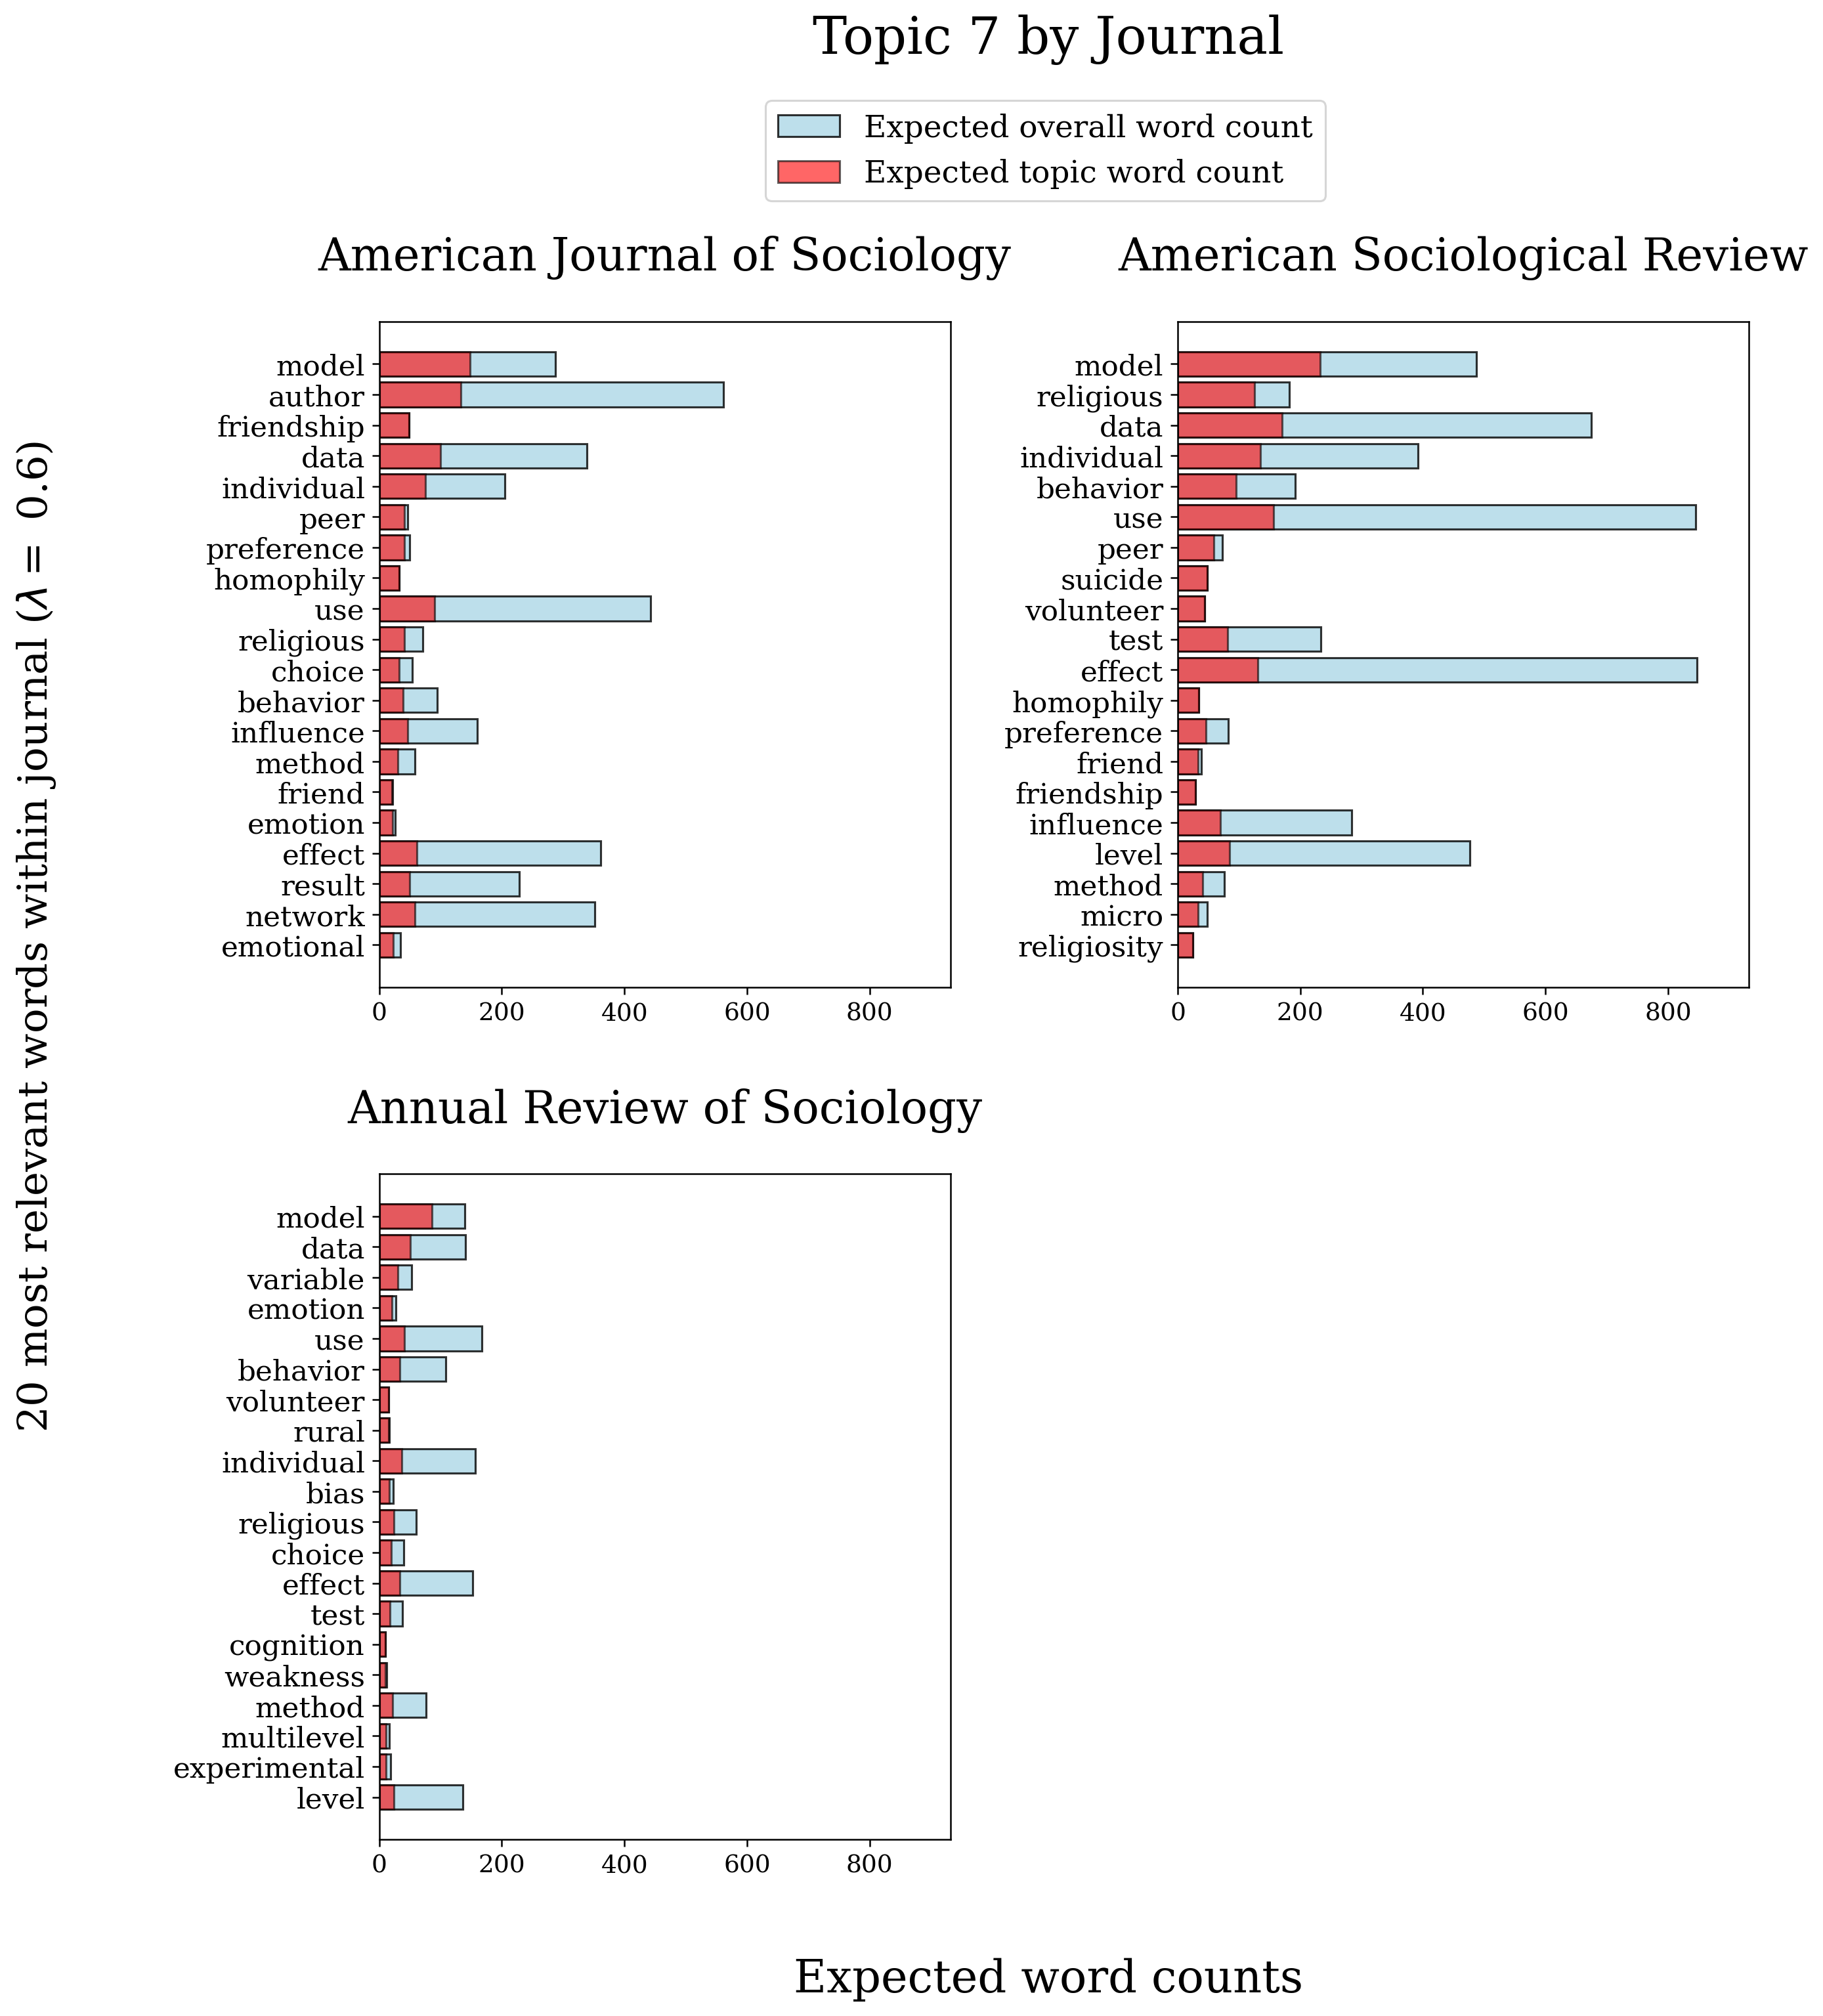 Topic 7 by Journal
Expected overall word count
Expected topic word count
20 most relevant words within journal (λ = 0.6)
American Journal of Sociology
model
author
friendship
data
individual
peer
preference
homophily
use
religious
choice
behavior
influence
method
friend
emotion
effect
result
network
emotional
0 200 400 600 800
American Sociological Review
model
religious
data
individual
behavior
use
peer
suicide
volunteer
test
effect
homophily
preference
friend
friendship
influence
level
method
micro
religiosity
0 200 400 600 800
Annual Review of Sociology
model
data
variable
emotion
use
behavior
volunteer
rural
individual
bias
religious
choice
effect
test
cognition
weakness
method
multilevel
experimental
level
0 200 400 600 800
Expected word counts